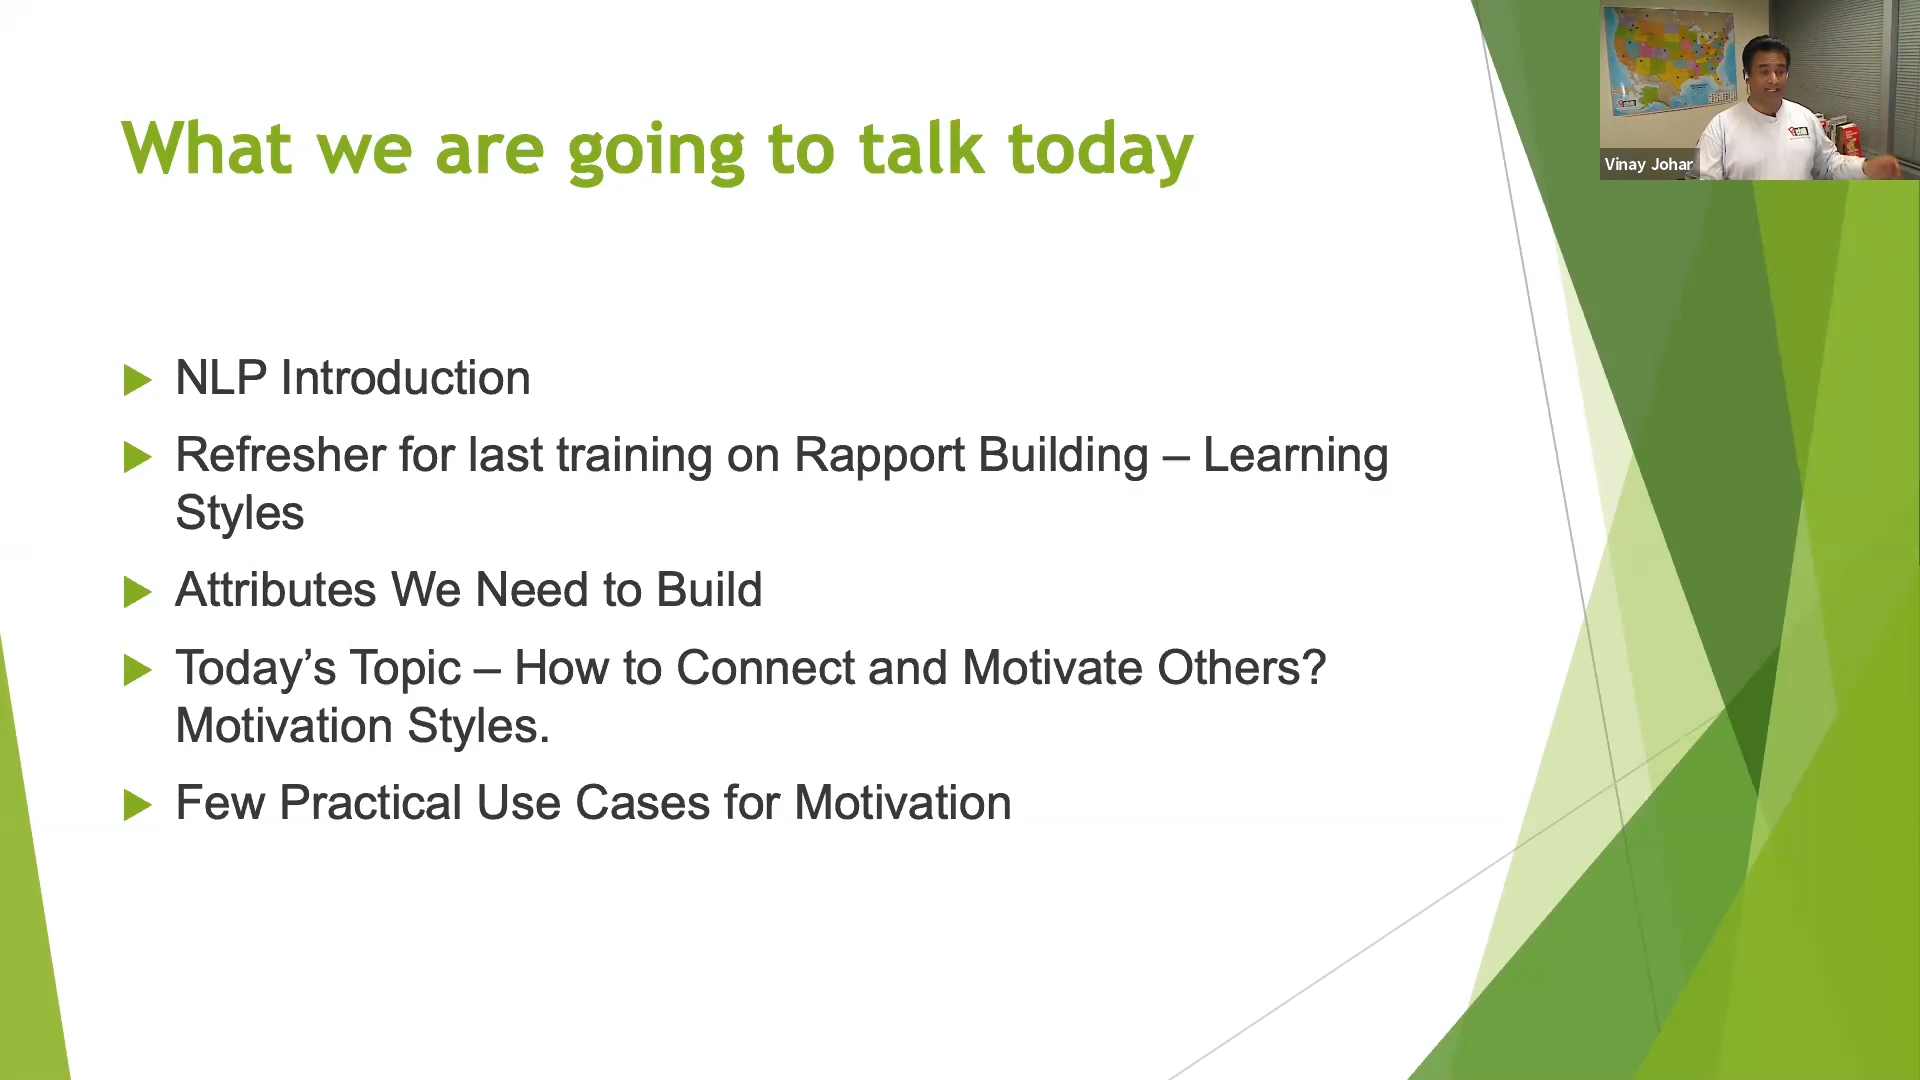 What we are going to talk today
Vinay Johar
NLP Introduction
Refresher for last training on Rapport Building – Learning
Styles
Attributes We Need to Build
Today’s Topic – How to Connect and Motivate Others?
Motivation Styles.
Few Practical Use Cases for Motivation